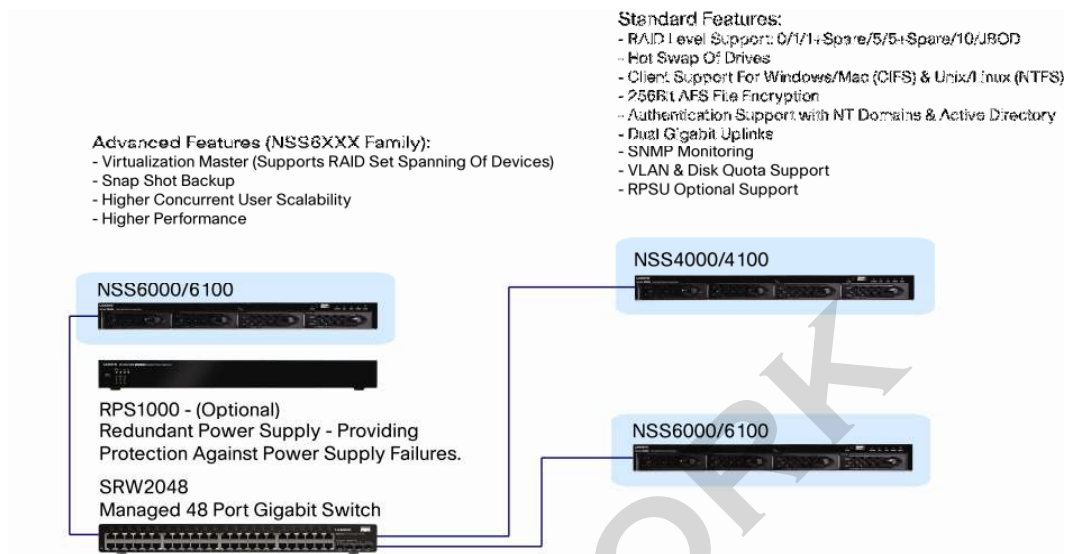 Standard Features:
- RAID Level Support: 0/1/1+Spare/5/5+Spare/10/JBOD
- Hot Swap Of Drives
- Client Support For Windows/Mac (CIFS) & Unix/Linux (NTFS)
- 256Bit AES File Encryption
- Authentication Support with NT Domains & Active Directory
- Dual Gigabit Uplinks
- SNMP Monitoring
- VLAN & Disk Quota Support
- RPSU Optional Support
Advanced Features (NSS6XXX Family):
- Virtualization Master (Supports RAID Set Spanning Of Devices)
- Snap Shot Backup
- Higher Concurrent User Scalability
- Higher Performance
NSS6000/6100
RPS1000 - (Optional)
Redundant Power Supply - Providing
Protection Against Power Supply Failures.
SRW2048
Managed 48 Port Gigabit Switch
NSS4000/4100
NSS6000/6100
ORK